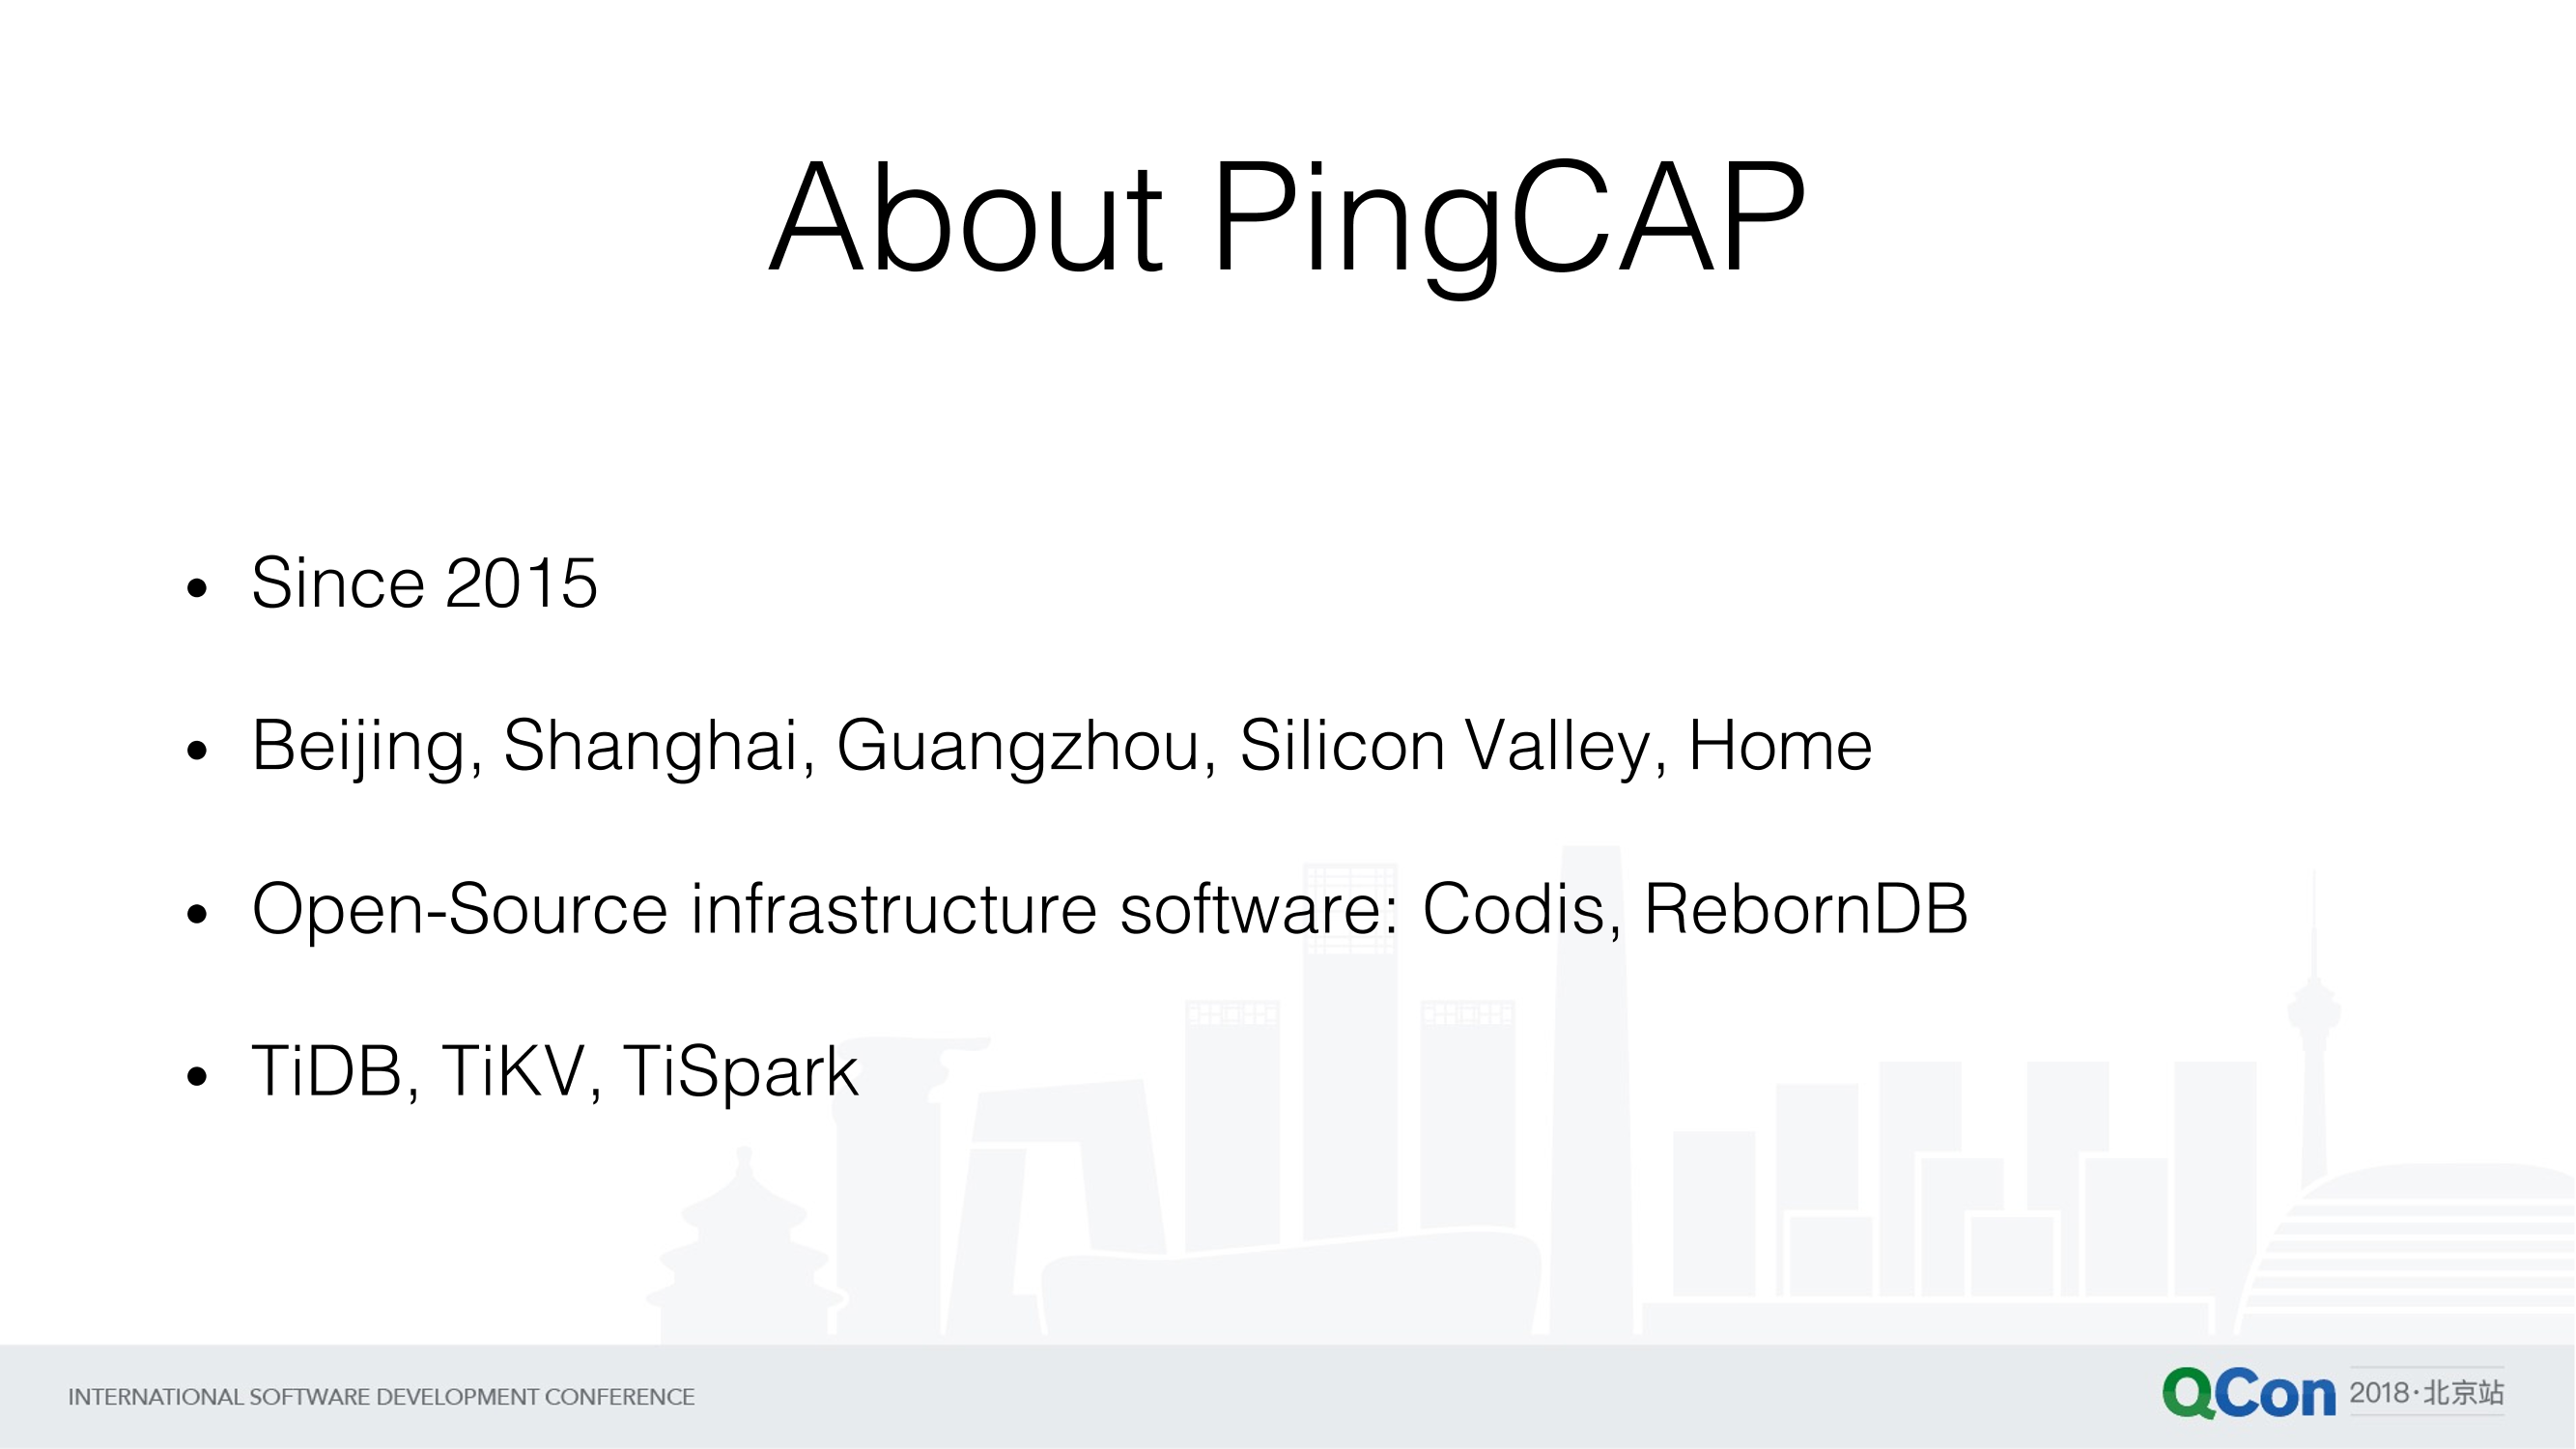 About PingCAP
• Since 2015
• Beijing, Shanghai, Guangzhou, Silicon Valley, Home
• Open-Source infrastructure software: Codis, RebornDB
• TiDB, TiKV, TiSpark
INTERNATIONAL SOFTWARE DEVELOPMENT CONFERENCE
QCon 2018·北京站